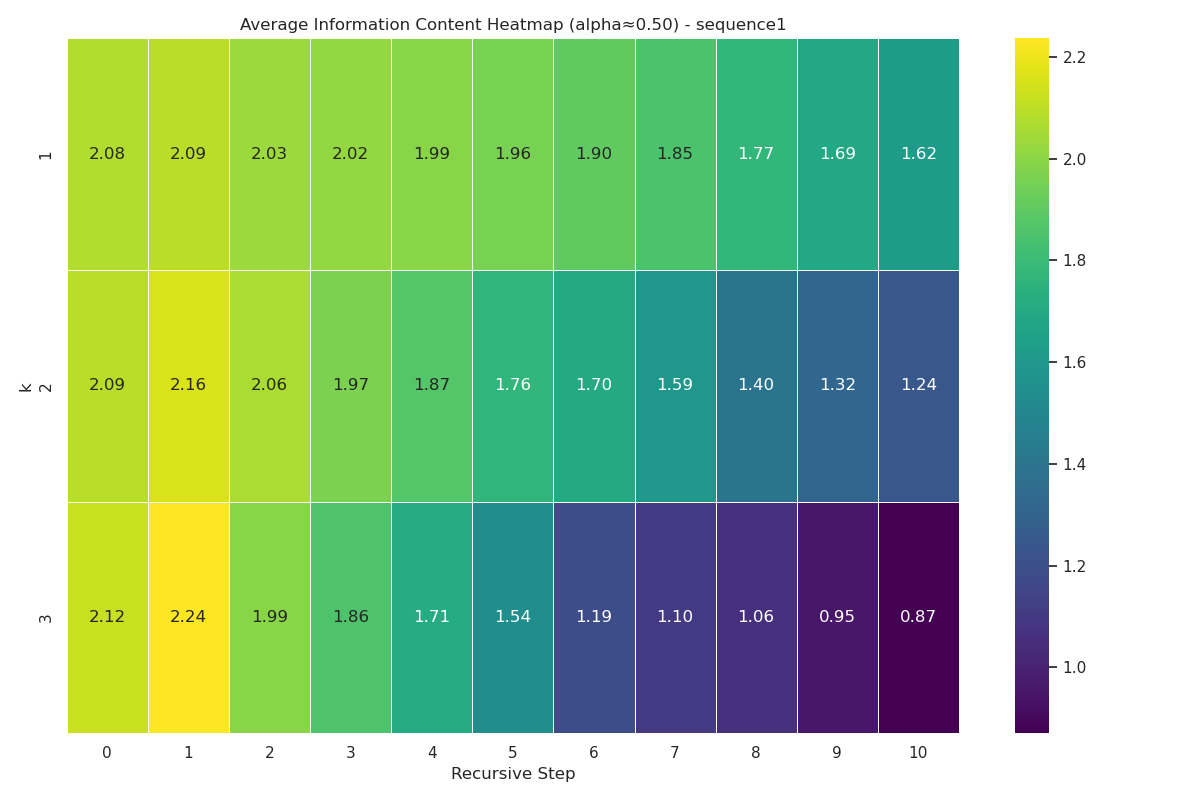 Average Information Content Heatmap (alpha≈0.50) - sequence1
2.2
2.0
1.8
1.6
1.4
1.2
1.0
k
1
2.08 2.09 2.03 2.02 1.99 1.96 1.90 1.85 1.77 1.69 1.62
2
2.09 2.16 2.06 1.97 1.87 1.76 1.70 1.59 1.40 1.32 1.24
3
2.12 2.24 1.99 1.86 1.71 1.54 1.19 1.10 1.06 0.95 0.87
0 1 2 3 4 5 6 7 8 9 10
Recursive Step